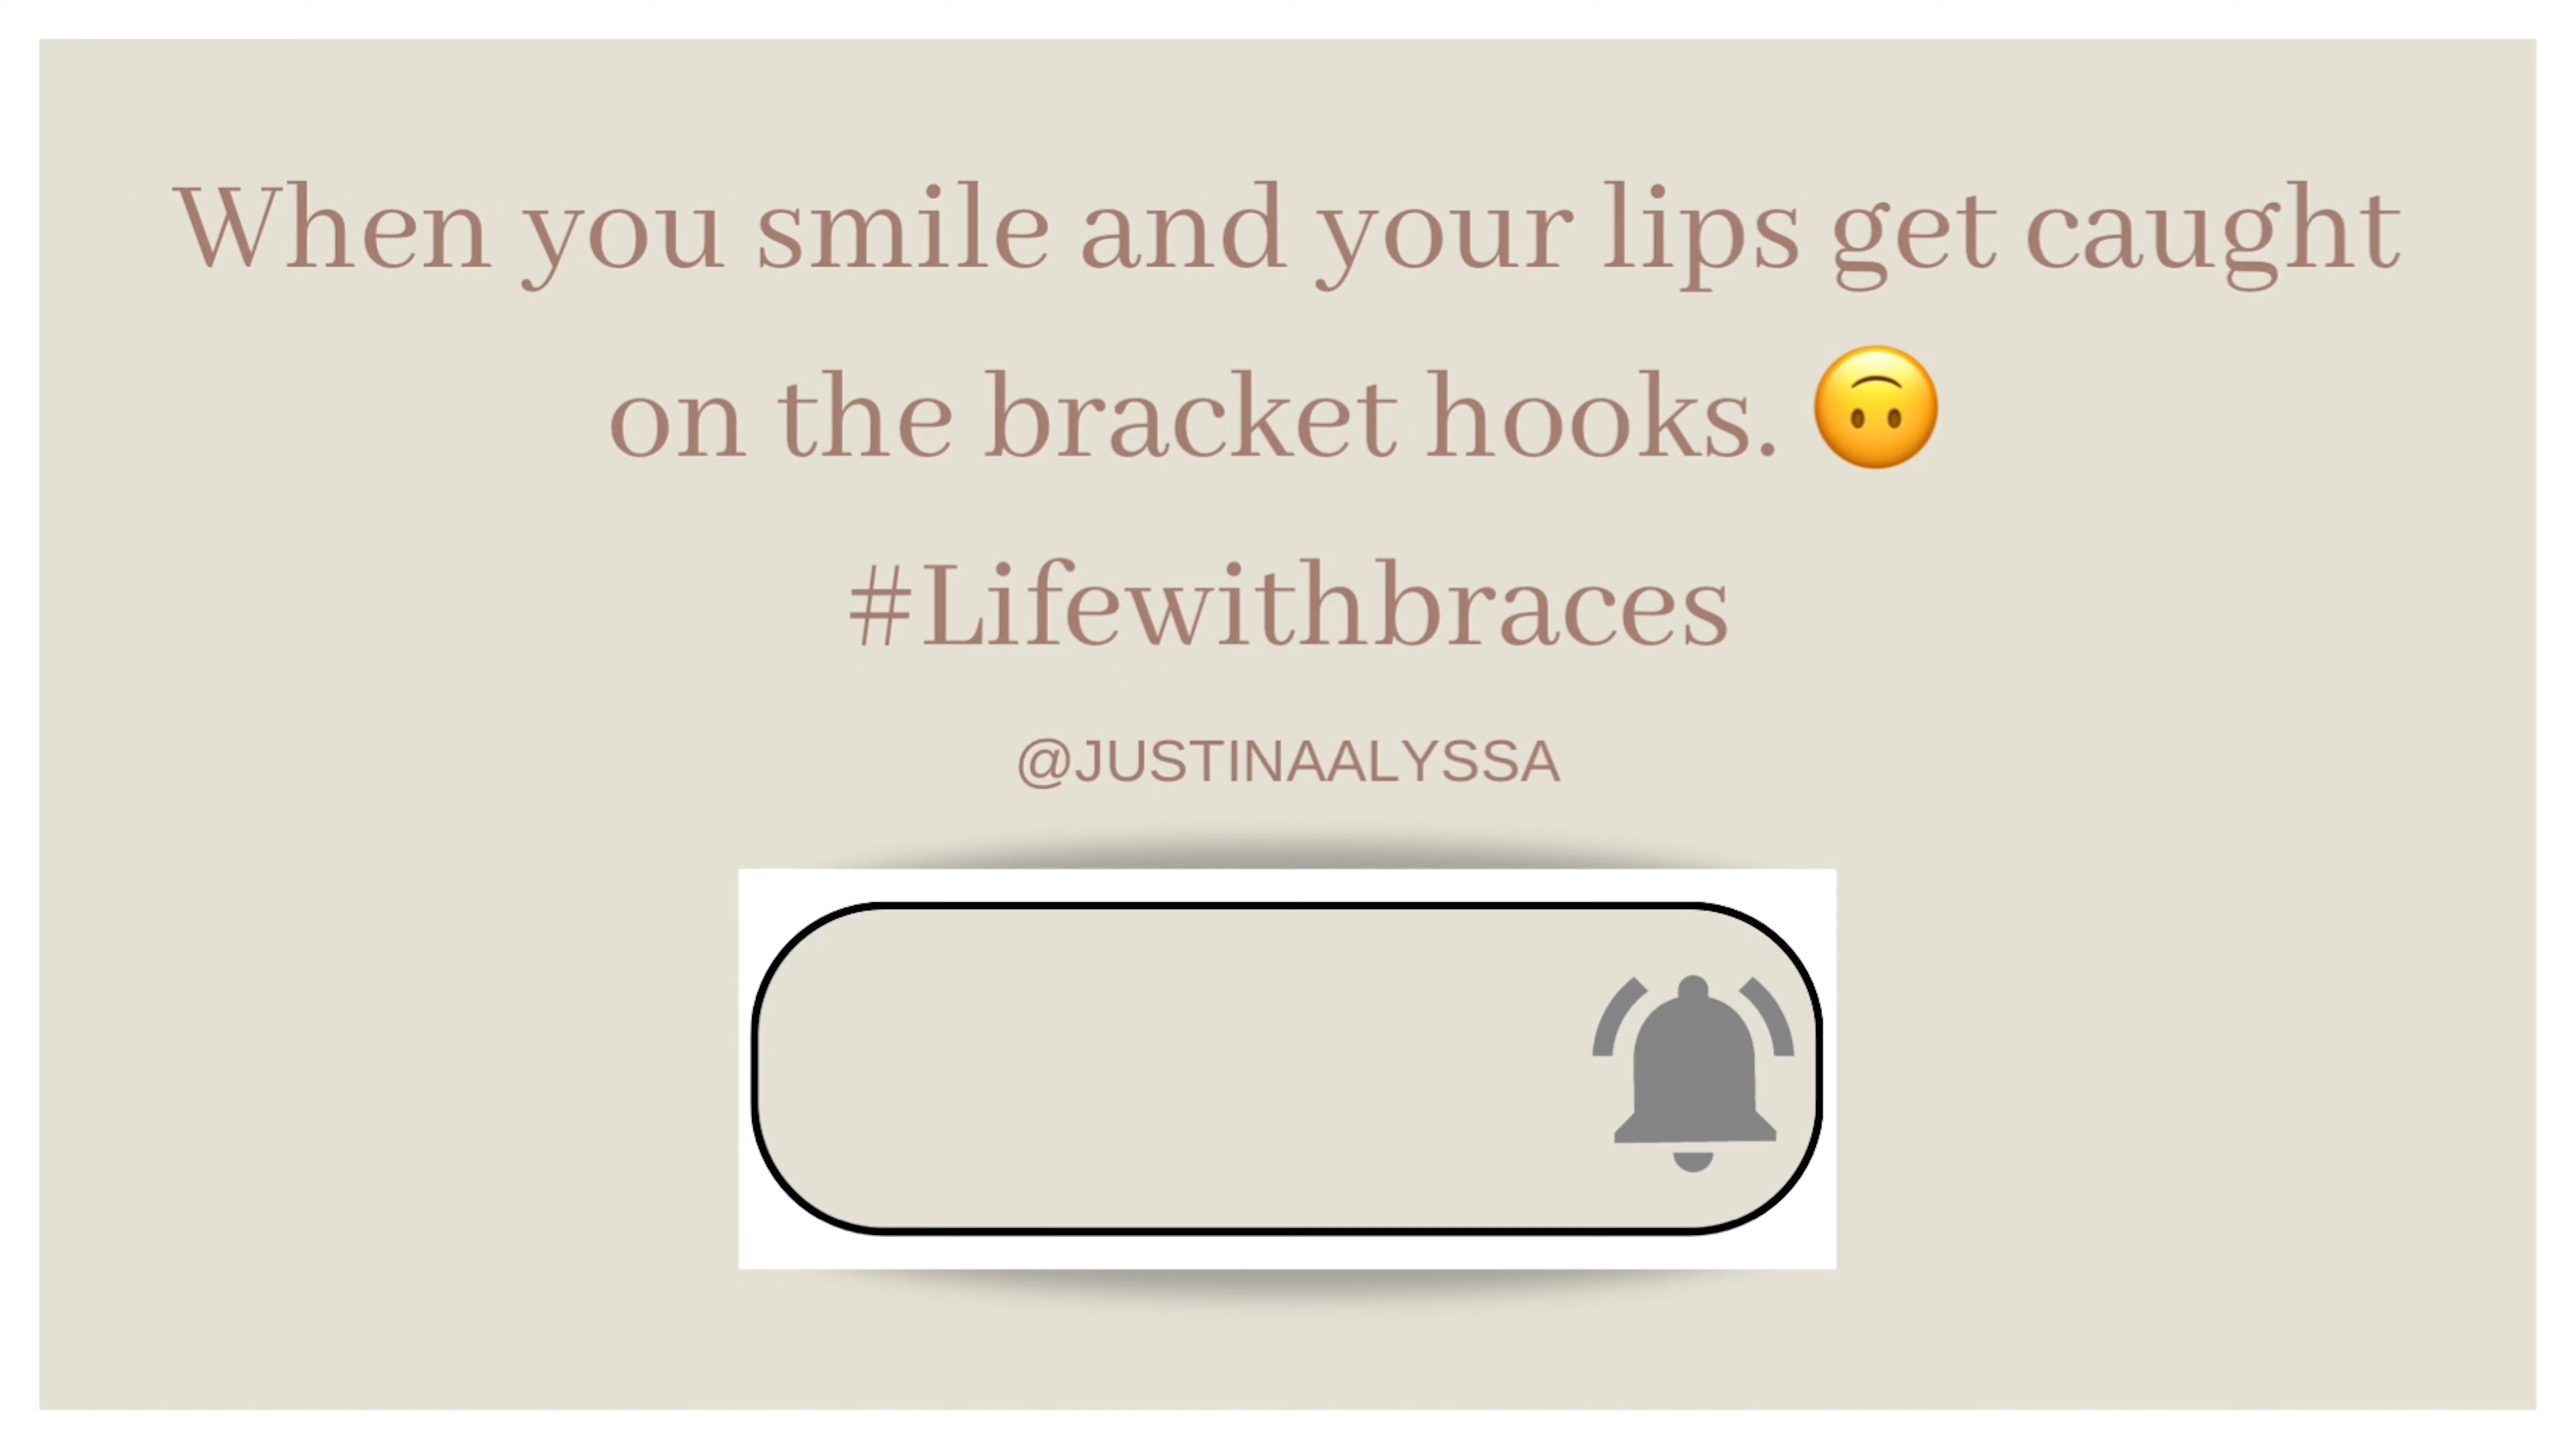 When you smile and your lips get caught
on the bracket hooks. 🙃
#Lifewithbraces
@JUSTINAALYSSA